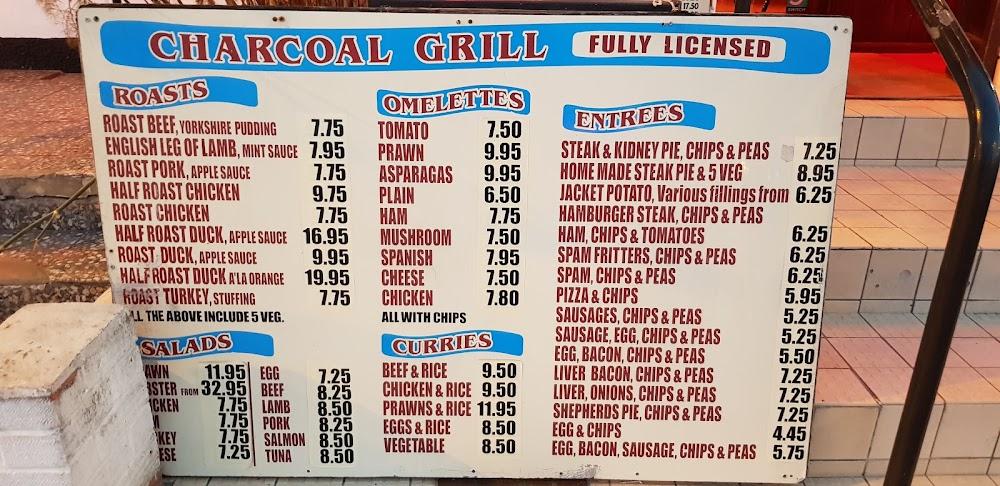 17.50
CHARCOAL GRILL FULLY LICENSED
ROASTS
ROAST BEEF, YORKSHIRE PUDDING 7.75
ENGLISH LEG OF LAMB, MINT SAUCE 7.95
ROAST PORK, APPLE SAUCE 7.75
HALF ROAST CHICKEN 9.75
ROAST CHICKEN 7.75
HALF ROAST DUCK, APPLE SAUCE 16.95
ROAST DUCK, APPLE SAUCE 9.95
HALF ROAST DUCK A'LA ORANGE 19.95
ROAST TURKEY, STUFFING 7.75
ALL THE ABOVE INCLUDE 5 VEG.
SALADS
AWN 11.95
BSTER FROM 32.95
CKEN 7.75
M 7.75
KEY 7.75
ESE 7.25
EGG 7.25
BEEF 8.25
LAMB 8.50
PORK 8.25
SALMON 8.50
TUNA 8.50
OMELETTES
TOMATO 7.50
PRAWN 9.95
ASPARAGAS 9.95
PLAIN 6.50
HAM 7.75
MUSHROOM 7.50
SPANISH 7.95
CHEESE 7.50
CHICKEN 7.80
ALL WITH CHIPS
CURRIES
BEEF & RICE 9.50
CHICKEN & RICE 9.50
PRAWNS & RICE 11.95
EGGS & RICE 8.50
VEGETABLE 8.50
ENTREES
STEAK & KIDNEY PIE, CHIPS & PEAS 7.25
HOME MADE STEAK PIE & 5 VEG 8.95
JACKET POTATO, Various fillings from 6.25
HAMBURGER STEAK, CHIPS & PEAS
HAM, CHIPS & TOMATOES 6.25
SPAM FRITTERS, CHIPS & PEAS 6.25
SPAM, CHIPS & PEAS 6.25
PIZZA & CHIPS 5.95
SAUSAGES, CHIPS & PEAS 5.25
SAUSAGE, EGG, CHIPS & PEAS 5.25
EGG, BACON, CHIPS & PEAS 5.50
LIVER BACON, CHIPS & PEAS 7.25
LIVER, ONIONS, CHIPS & PEAS 7.25
SHEPHERDS PIE, CHIPS & PEAS 7.25
EGG & CHIPS 4.45
EGG, BACON, SAUSAGE, CHIPS & PEAS 5.75